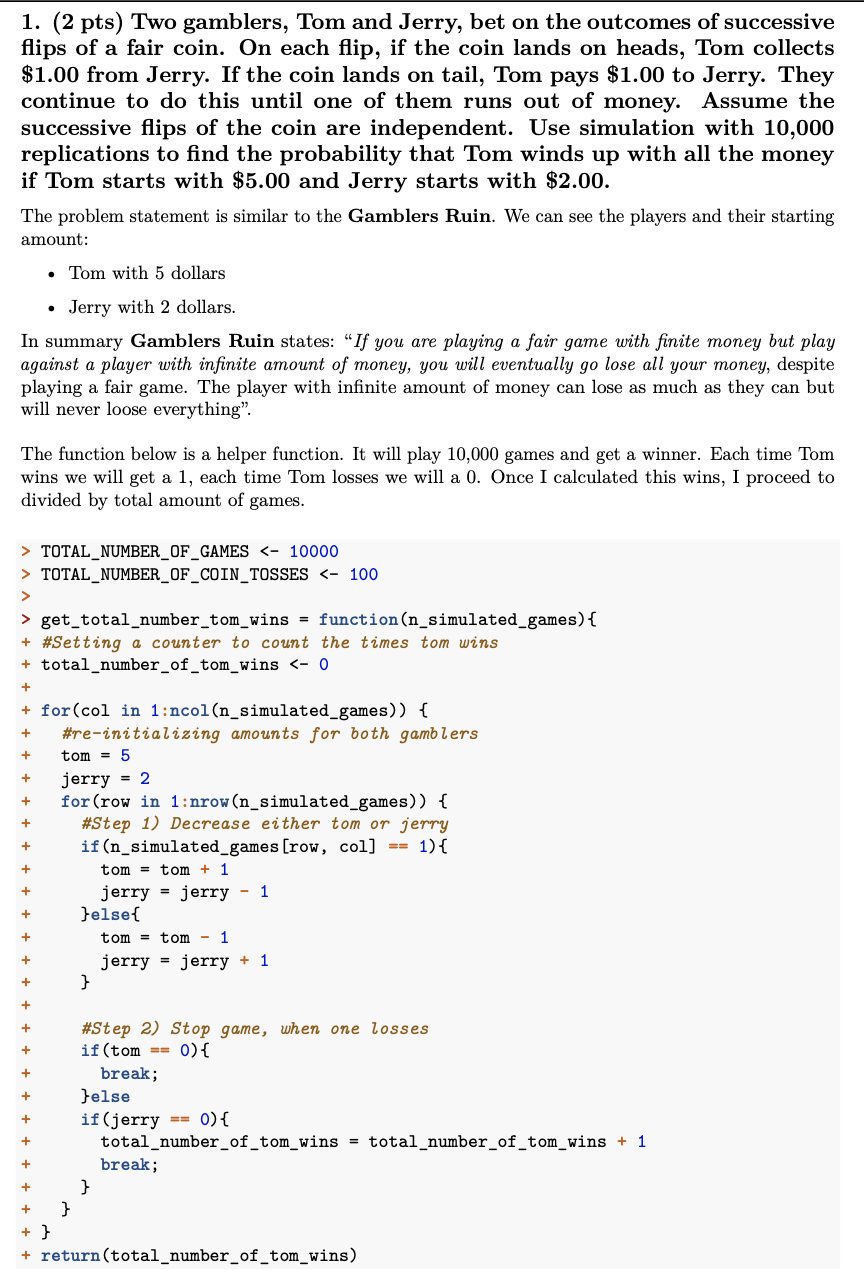 1. (2 pts) Two gamblers, Tom and Jerry, bet on the outcomes of successive
flips of a fair coin. On each flip, if the coin lands on heads, Tom collects
$1.00 from Jerry. If the coin lands on tail, Tom pays $1.00 to Jerry. They
continue to do this until one of them runs out of money. Assume the
successive flips of the coin are independent. Use simulation with 10,000
replications to find the probability that Tom winds up with all the money
if Tom starts with $5.00 and Jerry starts with $2.00.
The problem statement is similar to the Gamblers Ruin. We can see the players and their starting
amount:
• Tom with 5 dollars
• Jerry with 2 dollars.
In summary Gamblers Ruin states: “If you are playing a fair game with finite money but play
against a player with infinite amount of money, you will eventually go lose all your money, despite
playing a fair game. The player with infinite amount of money can lose as much as they can but
will never loose everything”.
The function below is a helper function. It will play 10,000 games and get a winner. Each time Tom
wins we will get a 1, each time Tom losses we will a 0. Once I calculated this wins, I proceed to
divided by total amount of games.
> TOTAL_NUMBER_OF_GAMES <- 10000
> TOTAL_NUMBER_OF_COIN_TOSSES <- 100
>
> get_total_number_tom_wins = function(n_simulated_games){
+ #Setting a counter to count the times tom wins
+ total_number_of_tom_wins <- 0
+
+ for(col in 1:ncol(n_simulated_games)) {
+   #re-initializing amounts for both gamblers
+   tom = 5
+   jerry = 2
+   for(row in 1:nrow(n_simulated_games)) {
+     #Step 1) Decrease either tom or jerry
+     if(n_simulated_games[row, col] == 1){
+       tom = tom + 1
+       jerry = jerry - 1
+     }else{
+       tom = tom - 1
+       jerry = jerry + 1
+     }
+
+     #Step 2) Stop game, when one losses
+     if(tom == 0){
+       break;
+     }else
+     if(jerry == 0){
+       total_number_of_tom_wins = total_number_of_tom_wins + 1
+       break;
+     }
+   }
+ }
+ return(total_number_of_tom_wins)